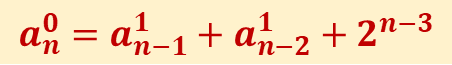 $a_n^0 = a_{n-1}^1 + a_{n-2}^1 + 2^{n-3}$